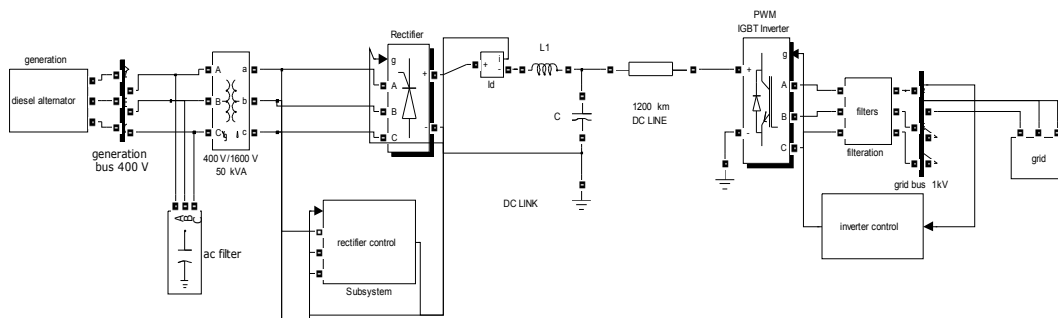 generation
diesel alternator
generation
bus 400 V
A
B
C
a
b
c
400 V/1600 V
50 kVA
A
B
C
ac filter
Rectifier
g
A
B
C
+
-
rectifier control
Subsystem
i
+
-
Id
L1
C
DC LINK
1200 km
DC LINE
PWM
IGBT Inverter
g
+
-
A
B
C
filters
filteration
grid bus 1kV
grid
inverter control